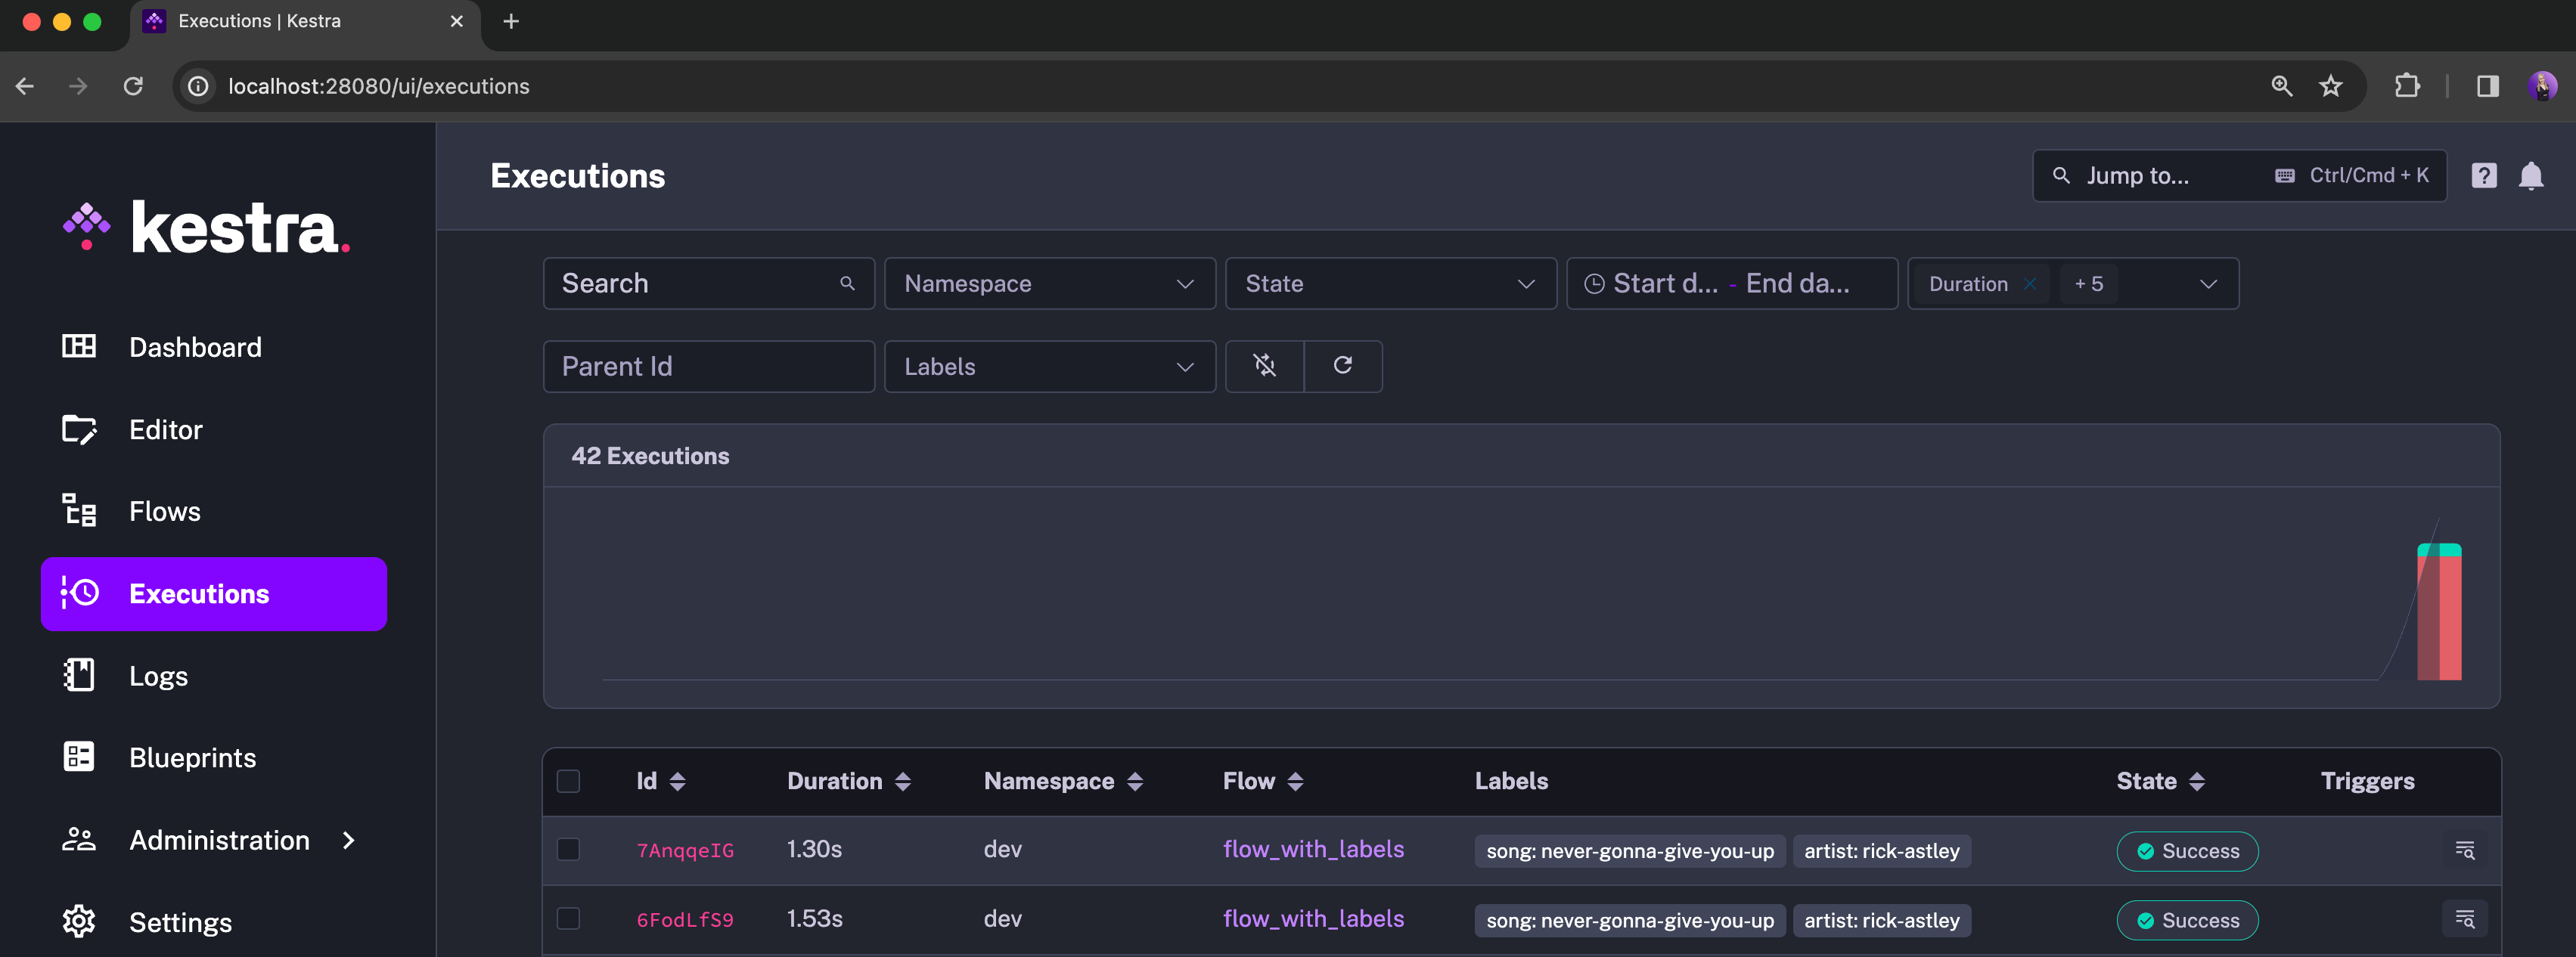 Executions | Kestra
localhost:28080/ui/executions
kestra.
Executions
Jump to... Ctrl/Cmd + K
Search Namespace State Start d... - End da... Duration + 5
Parent Id Labels
Dashboard
Editor
Flows
Executions
Logs
Blueprints
Administration
Settings
42 Executions
Id Duration Namespace Flow Labels State Triggers
7AnqqeIG 1.30s dev flow_with_labels song: never-gonna-give-you-up artist: rick-astley Success
6FodLfS9 1.53s dev flow_with_labels song: never-gonna-give-you-up artist: rick-astley Success